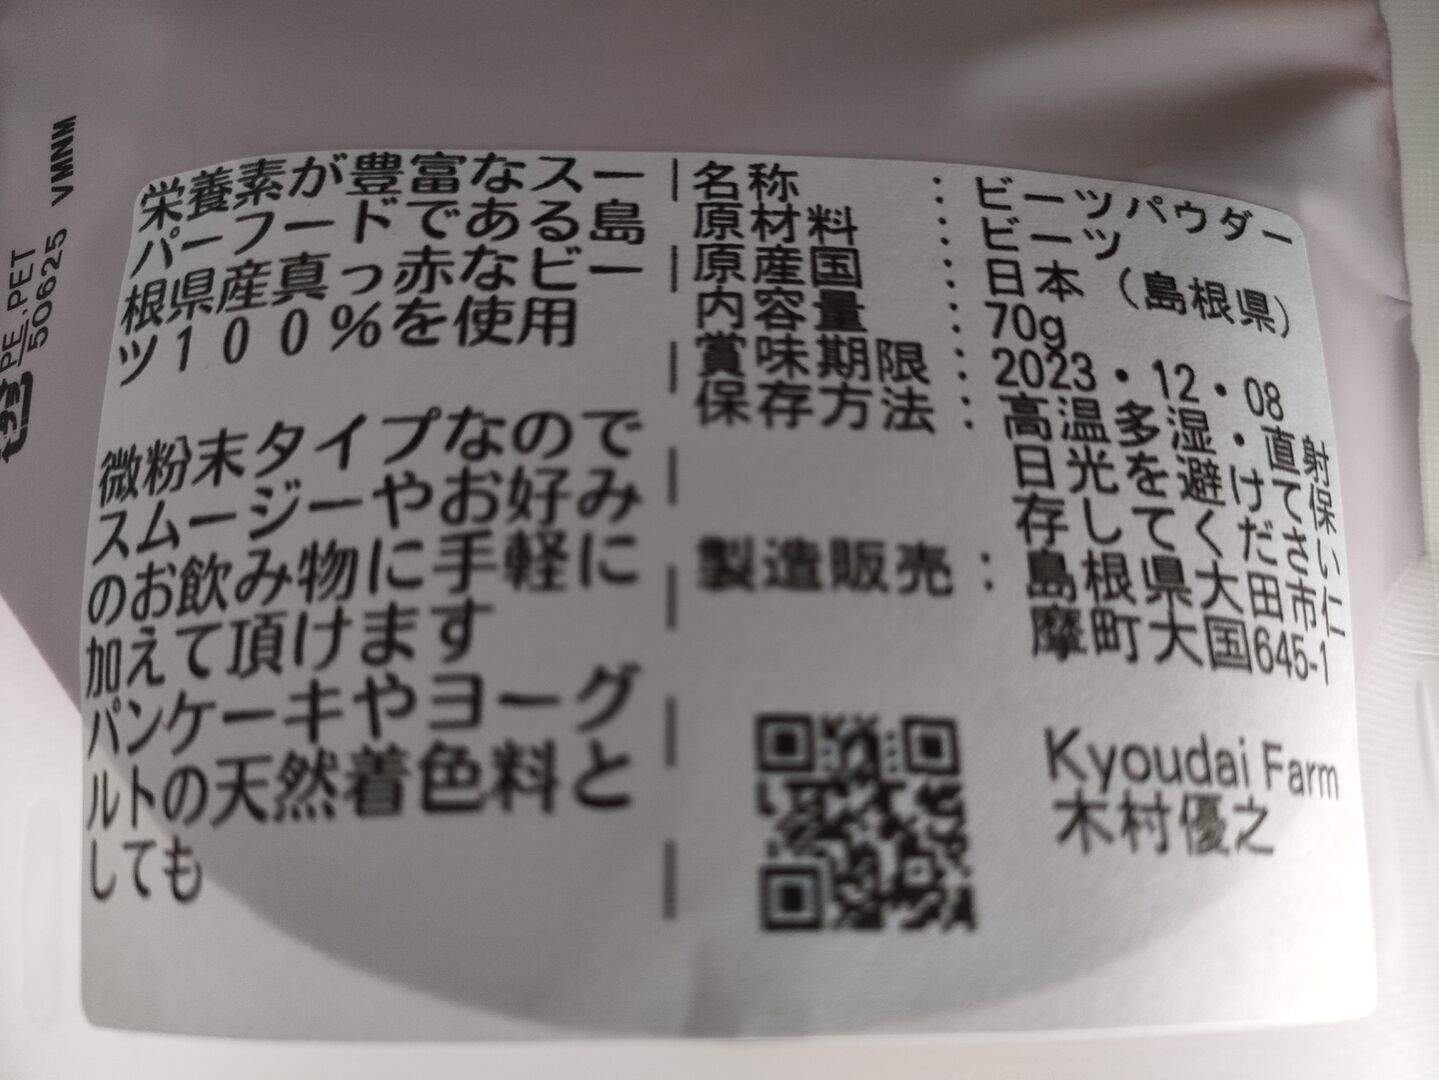 栄養素が豊富なスー
パーフードである島
根県産真っ赤なビー
ツ100%を使用
微粉末タイプなので
スムージーやお好み
のお飲み物に手軽に
加えて頂けます
パンケーキやヨーグ
ルトの天然着色料と
しても
名称：ビーツパウダー
原材料：ビーツ
原産国：日本（島根県）
内容量：70g
賞味期限：2023・12・08
保存方法：高温多湿・直射
日光を避けて保
存してください
製造販売：島根県大田市仁
摩町大国645-1
Kyoudai Farm
木村優之
PE,PET
50625 VMNM